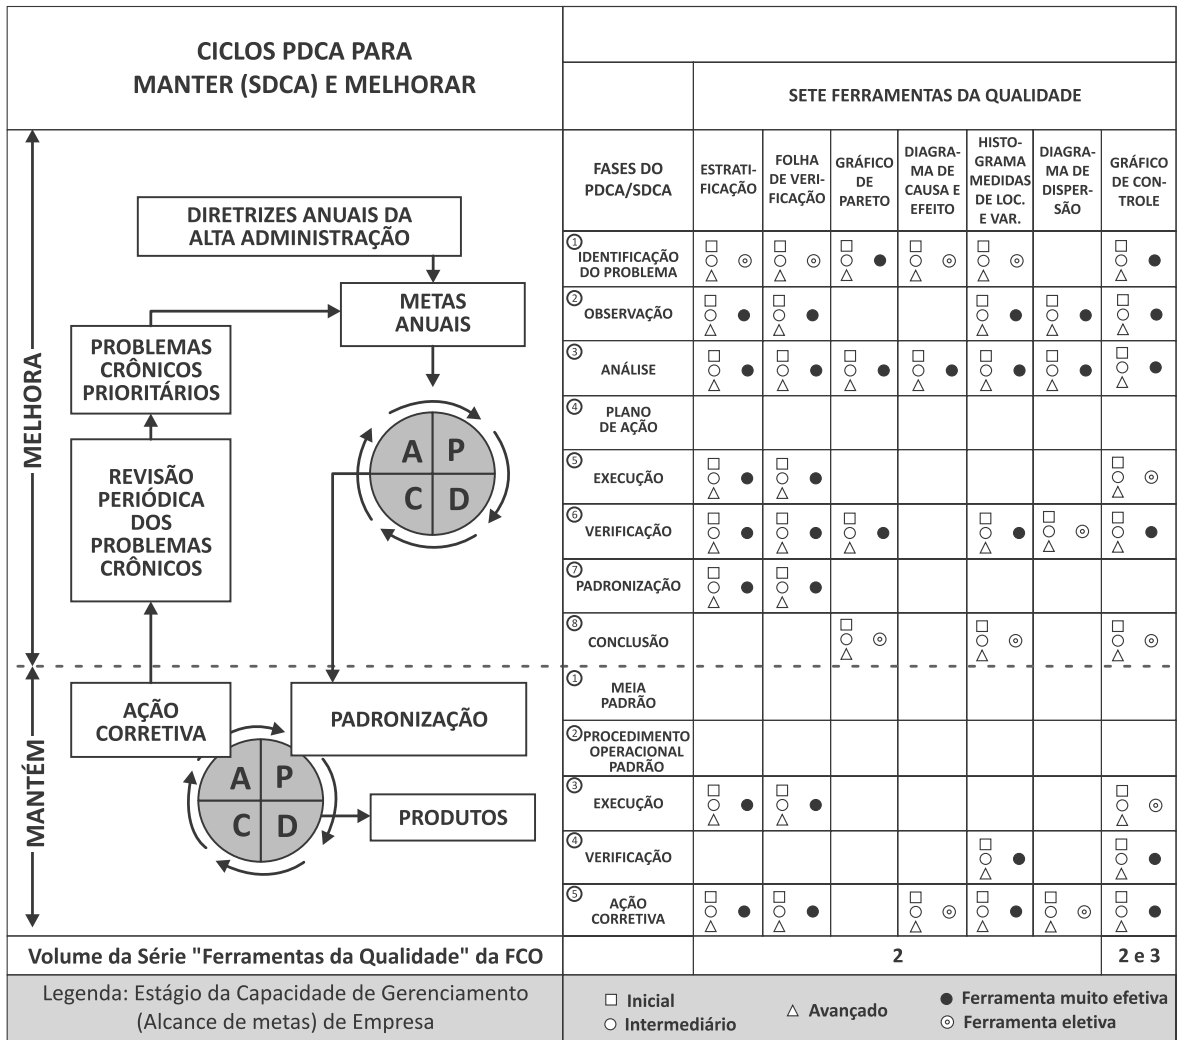 CICLOS PDCA PARA
MANTER (SDCA) E MELHORAR
MELHORA
DIRETRIZES ANUAIS DA
ALTA ADMINISTRAÇÃO
METAS
ANUAIS
PROBLEMAS
CRÔNICOS
PRIORITÁRIOS
REVISÃO
PERIÓDICA
DOS
PROBLEMAS
CRÔNICOS
A P
C D
MANTÉM
AÇÃO
CORRETIVA
PADRONIZAÇÃO
A P
C D
PRODUTOS
SETE FERRAMENTAS DA QUALIDADE
FASES DO
PDCA/SDCA
ESTRATI-
FICAÇÃO
FOLHA
DE VERI-
FICAÇÃO
GRÁFICO
DE
PARETO
DIAGRA-
MA DE
CAUSA E
EFEITO
HISTO-
GRAMA
MEDIDAS
DE LOC.
E VAR.
DIAGRA-
MA DE
DISPER-
SÃO
GRÁFICO
DE CON-
TROLE
1
IDENTIFICAÇÃO
DO PROBLEMA
2
OBSERVAÇÃO
3
ANÁLISE
4
PLANO
DE AÇÃO
5
EXECUÇÃO
6
VERIFICAÇÃO
7
PADRONIZAÇÃO
8
CONCLUSÃO
1
MEIA
PADRÃO
2 PROCEDIMENTO
OPERACIONAL
PADRÃO
3
EXECUÇÃO
4
VERIFICAÇÃO
5
AÇÃO
CORRETIVA
Volume da Série "Ferramentas da Qualidade" da FCO
2
2 e 3
Legenda: Estágio da Capacidade de Gerenciamento
(Alcance de metas) de Empresa
Inicial
Intermediário
Avançado
Ferramenta muito efetiva
Ferramenta eletiva